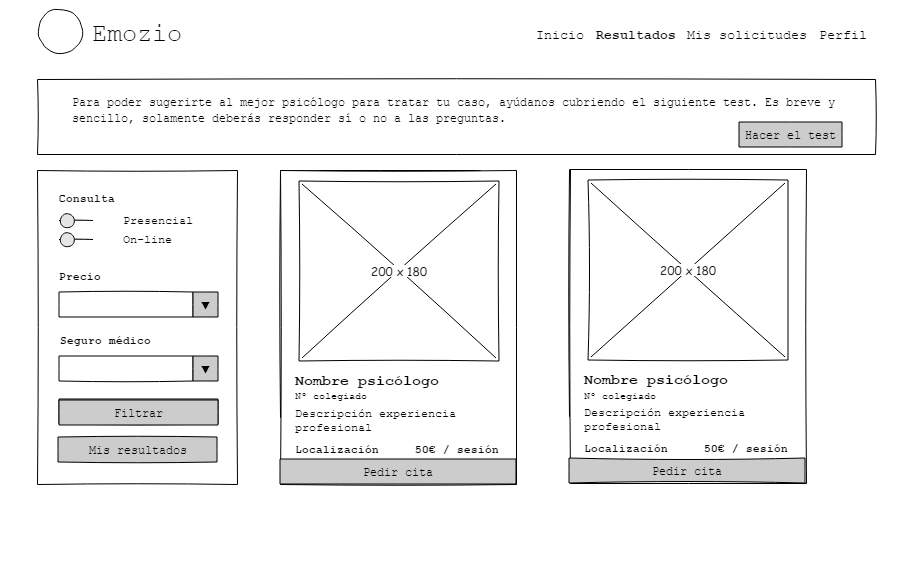 Emozio
Inicio Resultados Mis solicitudes Perfil
Para poder sugerirte al mejor psicólogo para tratar tu caso, ayúdanos cubriendo el siguiente test. Es breve y
sencillo, solamente deberás responder sí o no a las preguntas.
Hacer el test
Consulta
Presencial
On-line
Precio
Seguro médico
Filtrar
Mis resultados
200 x 180
Nombre psicólogo
Nº colegiado
Descripción experiencia
profesional
Localización 50€ / sesión
Pedir cita
200 x 180
Nombre psicólogo
Nº colegiado
Descripción experiencia
profesional
Localización 50€ / sesión
Pedir cita